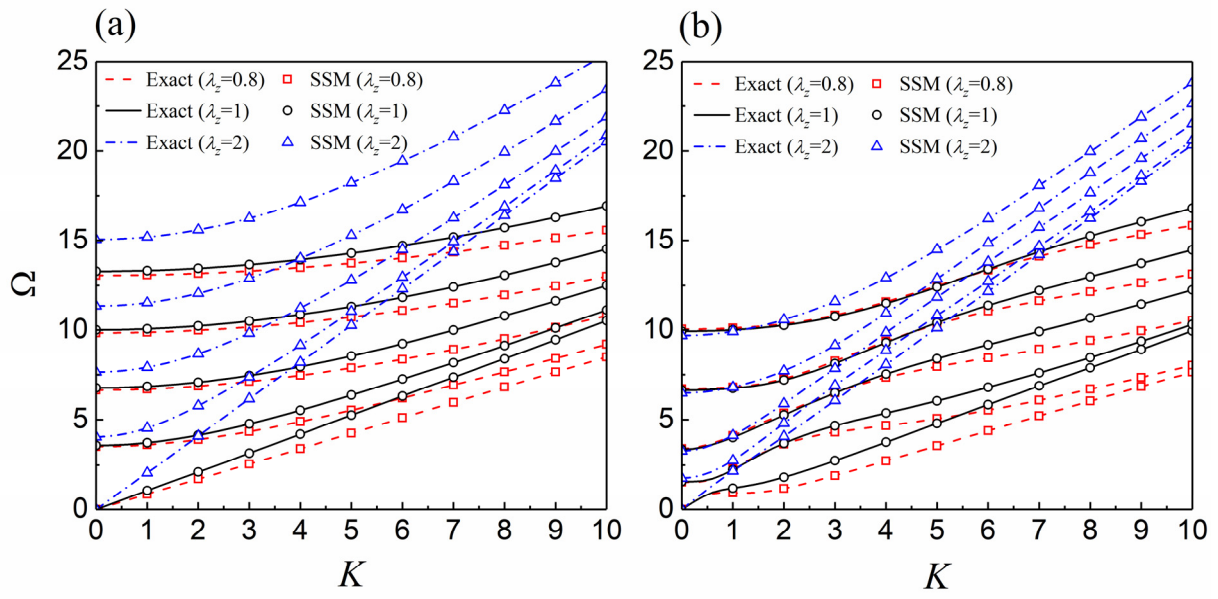 (a)
25
20
15
10
5
0
Ω
Exact (λz=0.8) SSM (λz=0.8)
Exact (λz=1) SSM (λz=1)
Exact (λz=2) SSM (λz=2)
0 1 2 3 4 5 6 7 8 9 10
K
(b)
25
20
15
10
5
0
Exact (λz=0.8) SSM (λz=0.8)
Exact (λz=1) SSM (λz=1)
Exact (λz=2) SSM (λz=2)
0 1 2 3 4 5 6 7 8 9 10
K